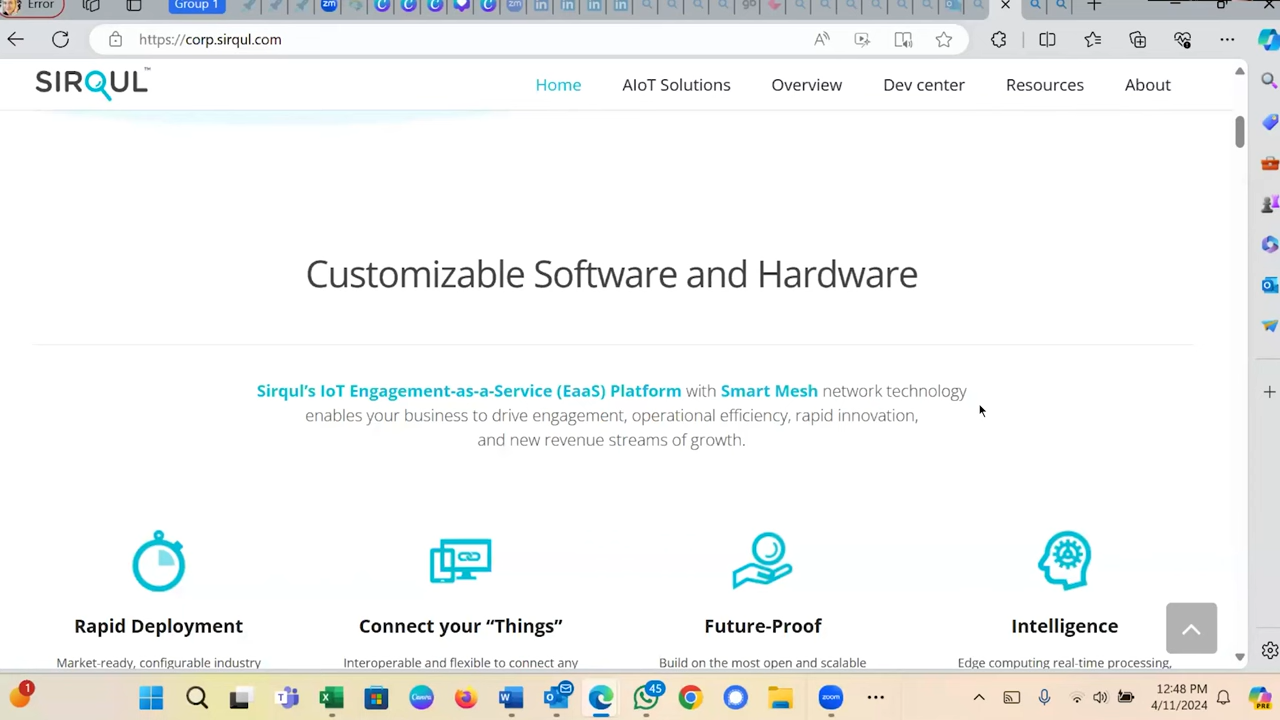 Error
Group 1
https://corp.sirqul.com
SIRQUL™
Home
AIoT Solutions
Overview
Dev center
Resources
About
Customizable Software and Hardware
Sirqul's IoT Engagement-as-a-Service (EaaS) Platform with Smart Mesh network technology
enables your business to drive engagement, operational efficiency, rapid innovation,
and new revenue streams of growth.
Rapid Deployment
Connect your “Things”
Future-Proof
Intelligence
Market-ready, configurable industry
Interoperable and flexible to connect any
Build on the most open and scalable
Edge computing real-time processing,
1
45
zoom
12:48 PM
4/11/2024
PRE